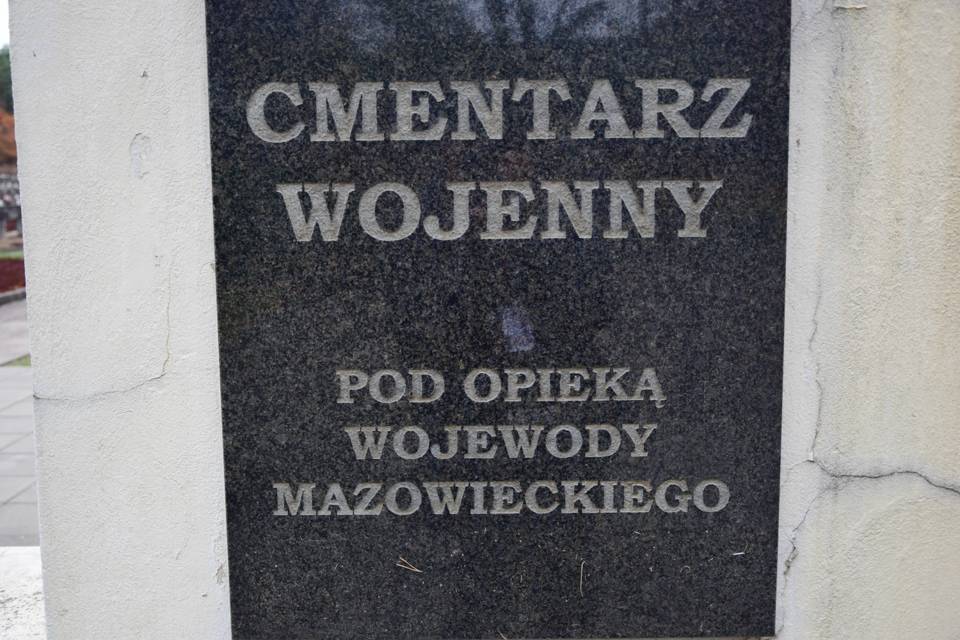 CMENTARZ
WOJENNY
POD OPIEKĄ
WOJEWODY
MAZOWIECKIEGO